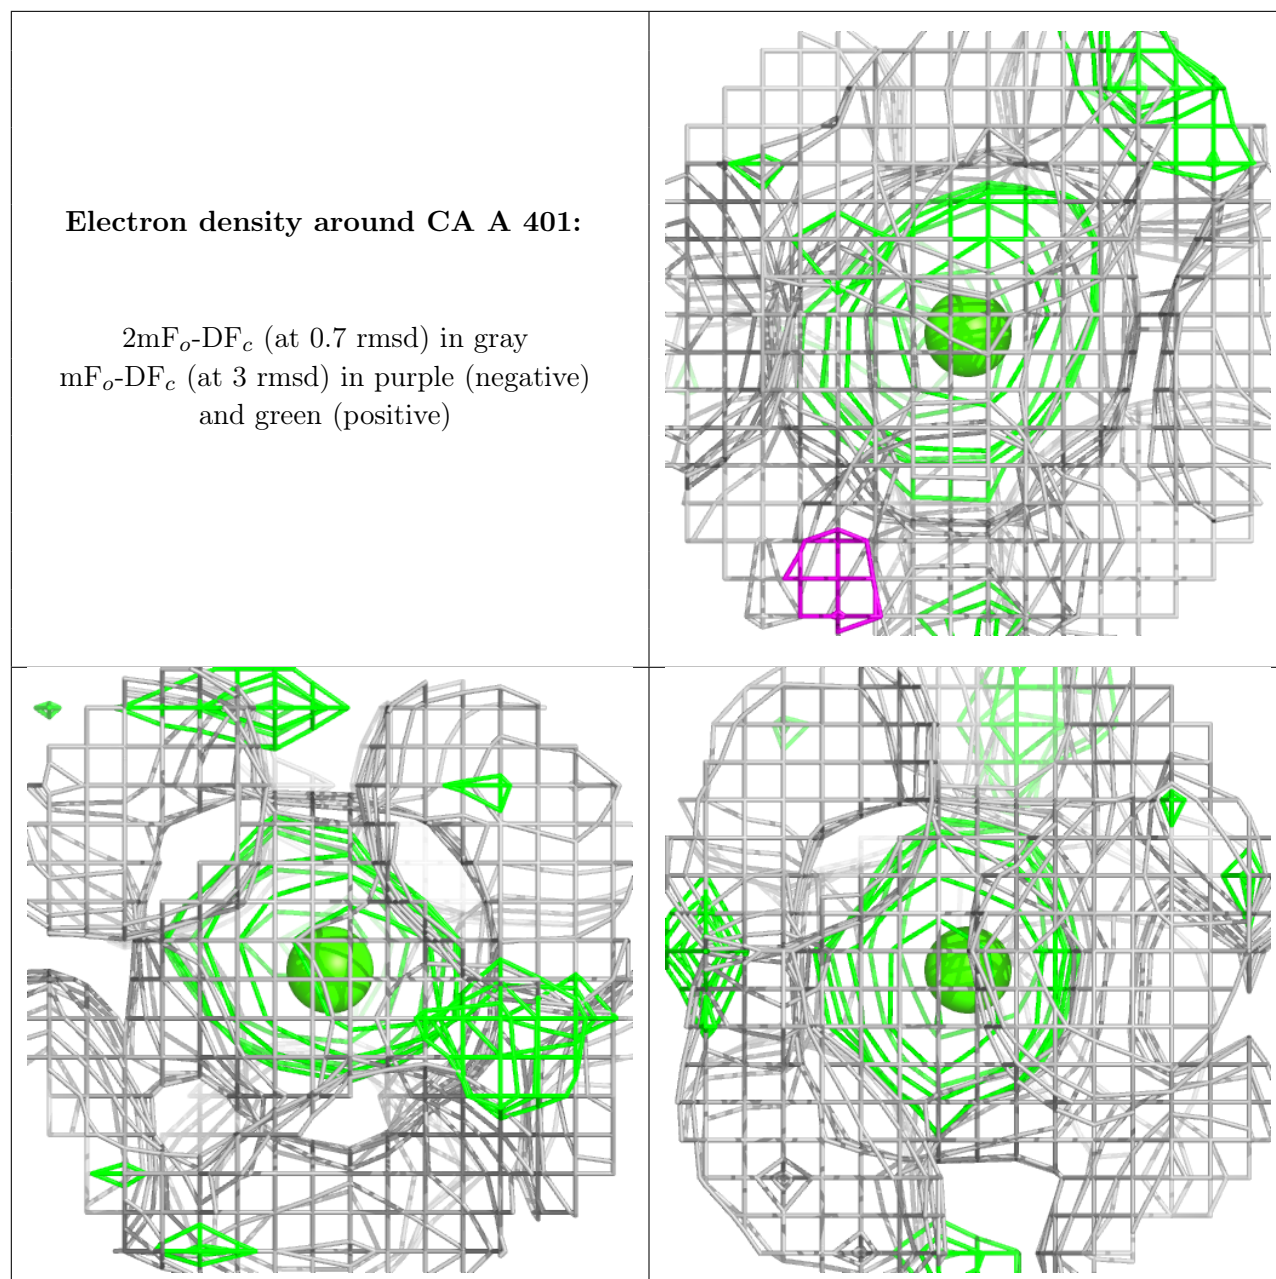 Electron density around CA A 401:
2mFo-DFc (at 0.7 rmsd) in gray
mFo-DFc (at 3 rmsd) in purple (negative)
and green (positive)